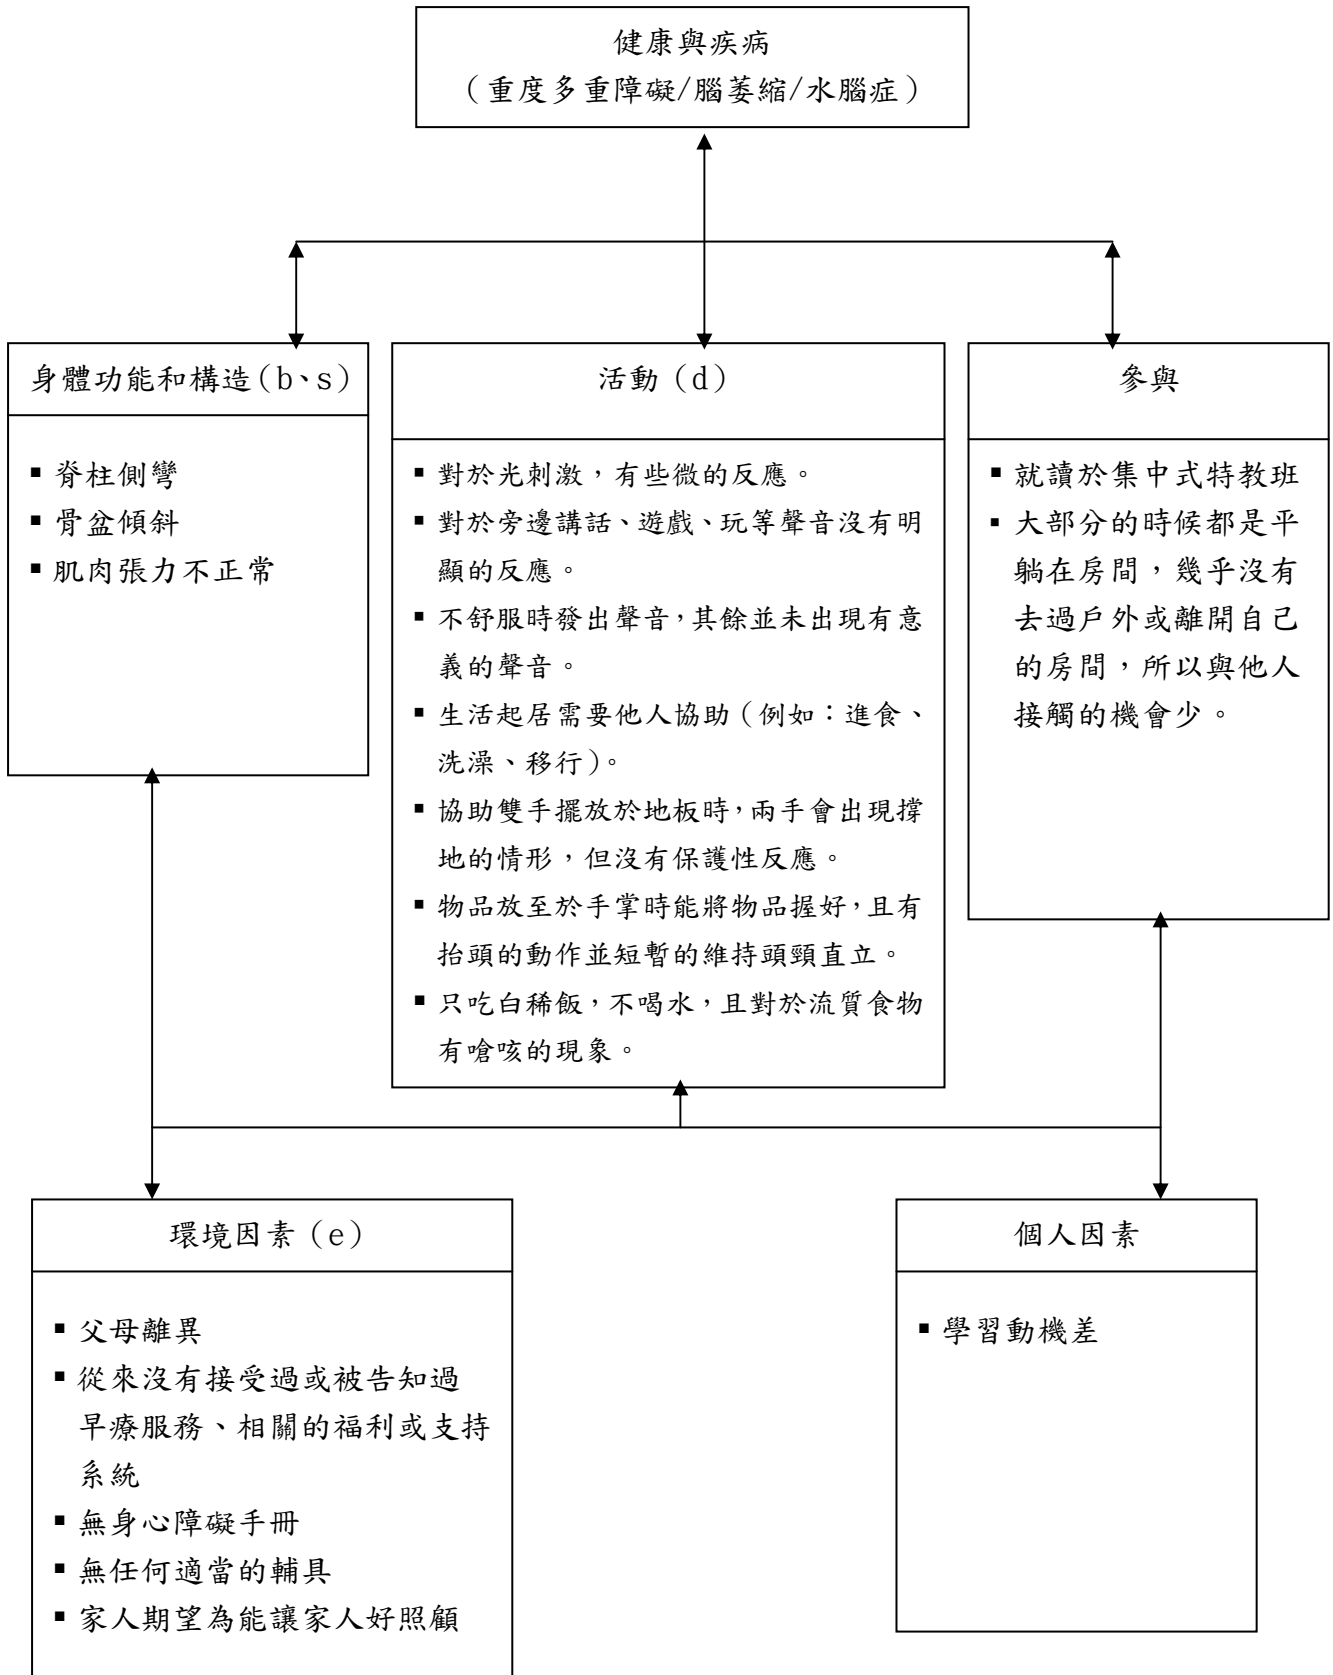 健康與疾病
(重度多重障礙/腦萎縮/水腦症)
身體功能和構造(b、s)
▪ 脊柱側彎
▪ 骨盆傾斜
▪ 肌肉張力不正常
活動(d)
▪ 對於光刺激,有些微的反應。
▪ 對於旁邊講話、遊戲、玩等聲音沒有明
顯的反應。
▪ 不舒服時發出聲音,其餘並未出現有意
義的聲音。
▪ 生活起居需要他人協助(例如:進食、
洗澡、移行)。
▪ 協助雙手擺放於地板時,兩手會出現撐
地的情形,但沒有保護性反應。
▪ 物品放至於手掌時能將物品握好,且有
抬頭的動作並短暫的維持頭頸直立。
▪ 只吃白稀飯,不喝水,且對於流質食物
有嗆咳的現象。
參與
▪ 就讀於集中式特教班
▪ 大部分的時候都是平
躺在房間,幾乎沒有
去過戶外或離開自己
的房間,所以與他人
接觸的機會少。
環境因素(e)
▪ 父母離異
▪ 從來沒有接受過或被告知過
早療服務、相關的福利或支持
系統
▪ 無身心障礙手冊
▪ 無任何適當的輔具
▪ 家人期望為能讓家人好照顧
個人因素
▪ 學習動機差